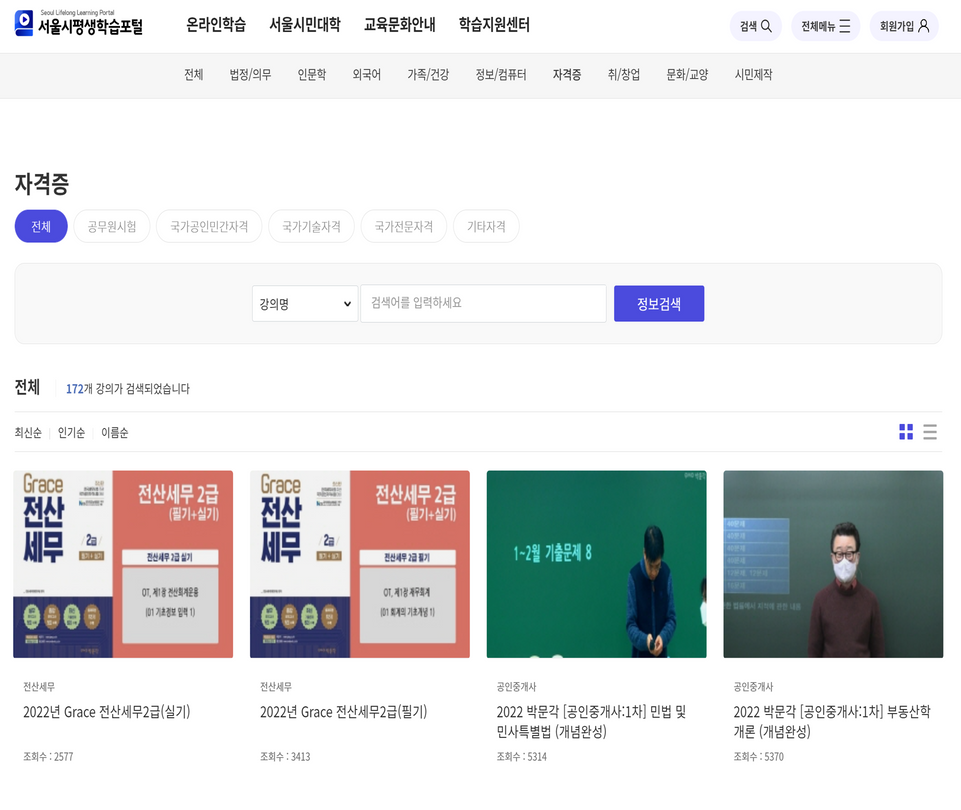 Seoul Lifelong Learning Portal
서울시평생학습포털
온라인학습 서울시민대학 교육문화안내 학습지원센터
검색 전체메뉴 회원가입
전체 법정/의무 인문학 외국어 가족/건강 정보/컴퓨터 자격증 취/창업 문화/교양 시민제작
자격증
전체 공무원시험 국가공인민간자격 국가기술자격 국가전문자격 기타자격
강의명 검색어를 입력하세요 정보검색
전체 172개 강의가 검색되었습니다
최신순 인기순 이름순
Grace
전산
세무
2급
필기+실기
전산세무 2급
(필기+실기)
전산세무 2급 실기
OT, 제1장 전산회계운용
(01 기초정보 입력 1)
Grace
전산
세무
2급
필기+실기
전산세무 2급
(필기+실기)
전산세무 2급 필기
OT, 제1장 재무회계
(01 회계의 기초개념 1)
1~2월 기출문제 8
전산세무
2022년 Grace 전산세무2급(실기)
조회수 : 2577
전산세무
2022년 Grace 전산세무2급(필기)
조회수 : 3413
공인중개사
2022 박문각 [공인중개사:1차] 민법 및
민사특별법 (개념완성)
조회수 : 5314
공인중개사
2022 박문각 [공인중개사:1차] 부동산학
개론 (개념완성)
조회수 : 5370